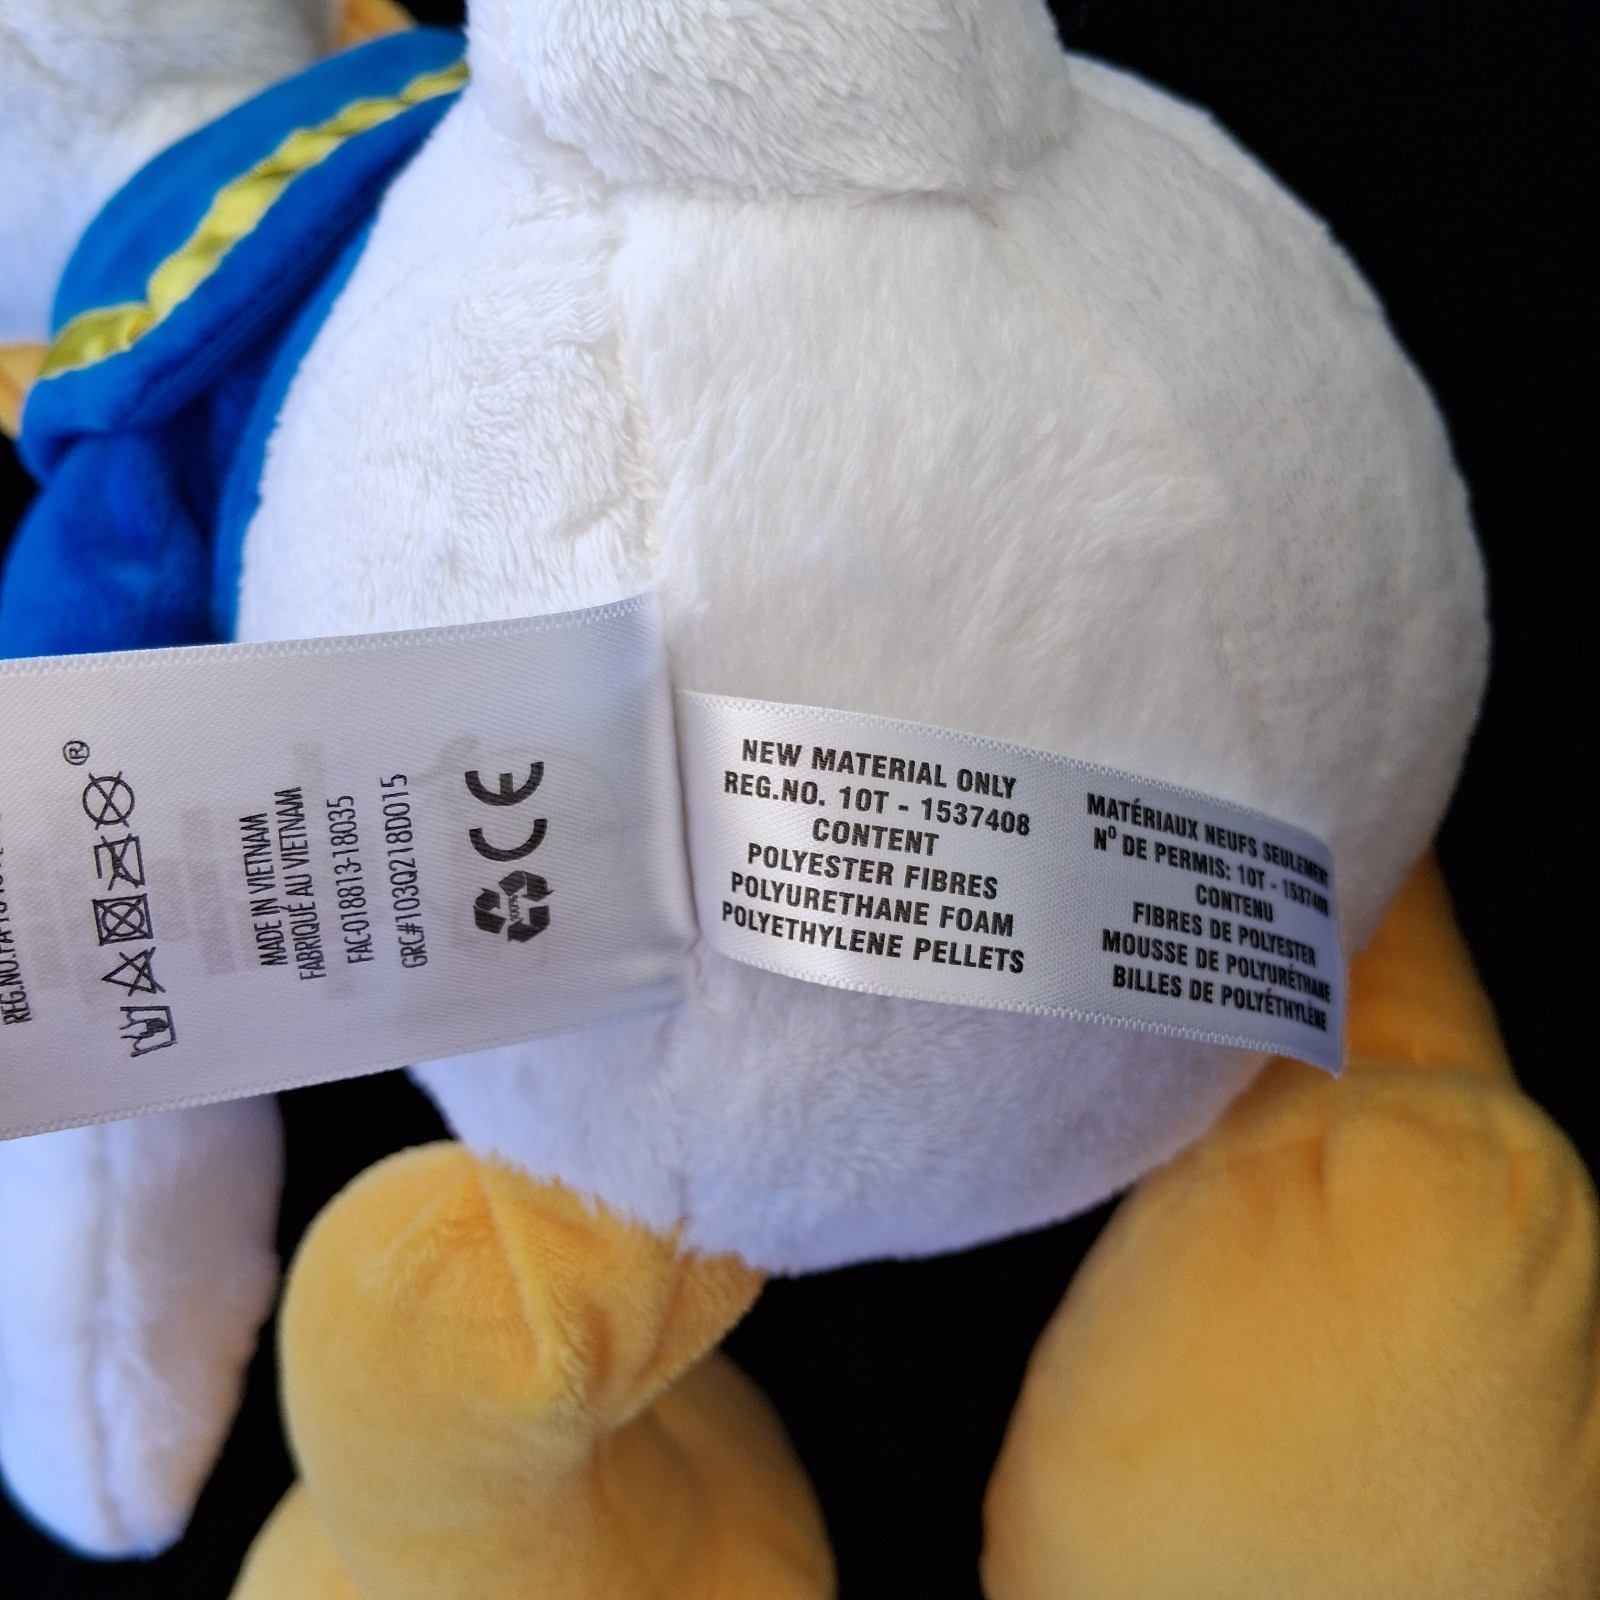 ®
MADE IN VIETNAM
FABRIQUÉ AU VIETNAM
FAC-018813-18035
GRC#103Q218D015
CE
100%
NEW MATERIAL ONLY
REG.NO. 10T - 1537408
CONTENT
POLYESTER FIBRES
POLYURETHANE FOAM
POLYETHYLENE PELLETS
MATÉRIAUX NEUFS SEULEMENT
Nº DE PERMIS: 10T - 1537408
CONTENU
FIBRES DE POLYESTER
MOUSSE DE POLYURÉTHANE
BILLES DE POLYÉTHYLÈNE